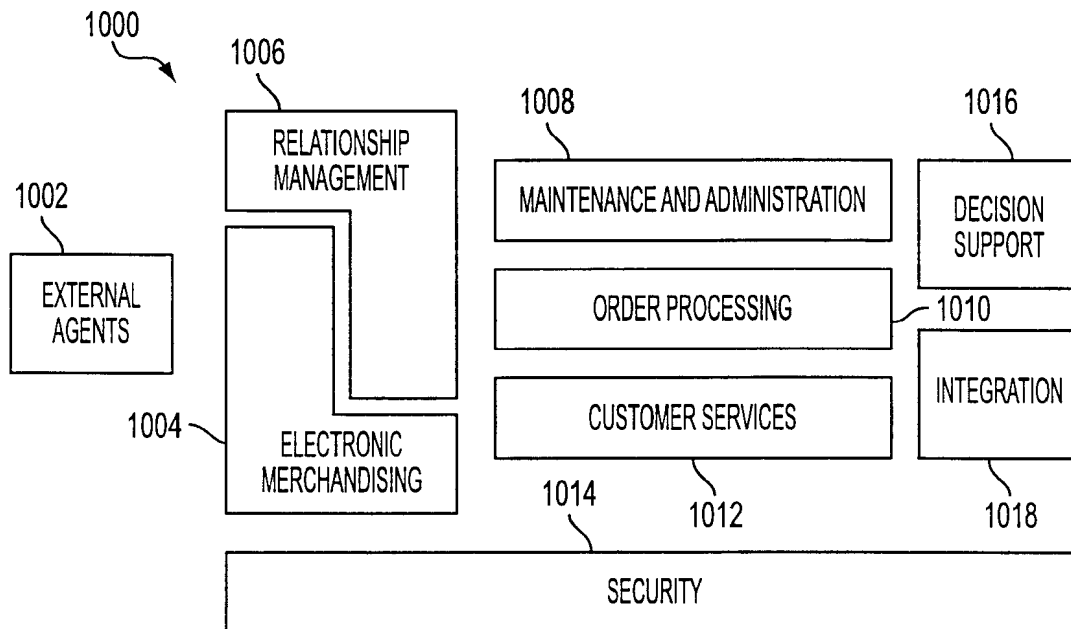 1000
1006
RELATIONSHIP
MANAGEMENT
1008
MAINTENANCE AND ADMINISTRATION
1016
DECISION
SUPPORT
1002
EXTERNAL
AGENTS
ORDER PROCESSING
1010
INTEGRATION
1004
ELECTRONIC
MERCHANDISING
CUSTOMER SERVICES
1014
1012
1018
SECURITY